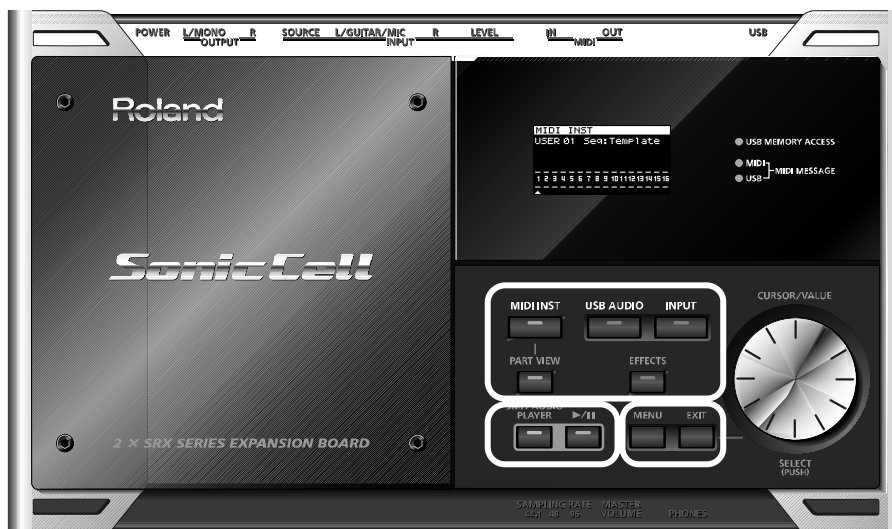 POWER L/MONO R SOURCE L/GUITAR/MIC R LEVEL IN OUT USB
OUTPUT INPUT MIDI
Roland
MIDI INST
USER 01 Seq:Template
1 2 3 4 5 6 7 8 9 10 11 12 13 14 15 16
USB MEMORY ACCESS
MIDI
MIDI MESSAGE
USB
SonicCell
CURSOR/VALUE
MIDI INST USB AUDIO INPUT
PART VIEW EFFECTS
PLAYER ►/II MENU EXIT
2 × SRX SERIES EXPANSION BOARD
SELECT
(PUSH)
SAMPLING RATE MASTER
44.1 48 96 VOLUME PHONES